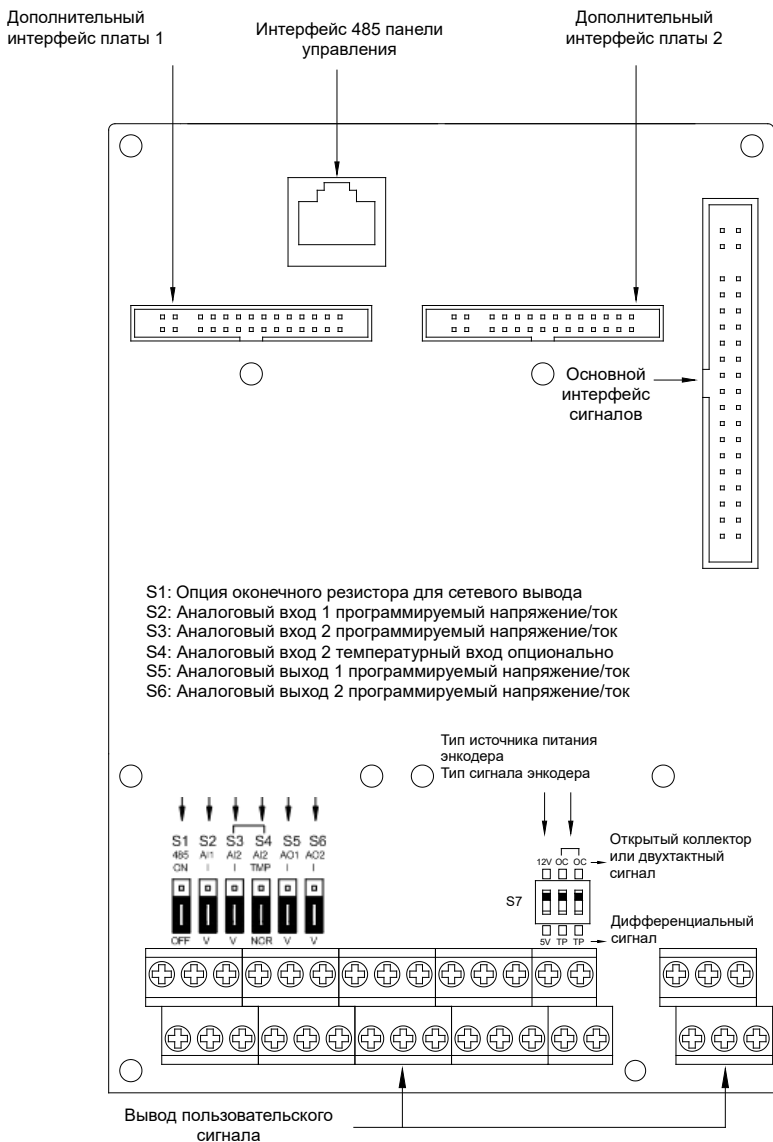 Дополнительный
интерфейс платы 1
Интерфейс 485 панели
управления
Дополнительный
интерфейс платы 2
Основной
интерфейс
сигналов
S1: Опция оконечного резистора для сетевого вывода
S2: Аналоговый вход 1 программируемый напряжение/ток
S3: Аналоговый вход 2 программируемый напряжение/ток
S4: Аналоговый вход 2 температурный вход опционально
S5: Аналоговый выход 1 программируемый напряжение/ток
S6: Аналоговый выход 2 программируемый напряжение/ток
Тип источника питания
энкодера
Тип сигнала энкодера
S1 S2 S3 S4 S5 S6
485 AI1 AI2 AI2 AO1 AO2
ON I I TMP I I
OFF V V NOR V V
12V OC OC
Открытый коллектор
или двухтактный
сигнал
S7
5V TP TP
Дифференциальный
сигнал
Вывод пользовательского
сигнала